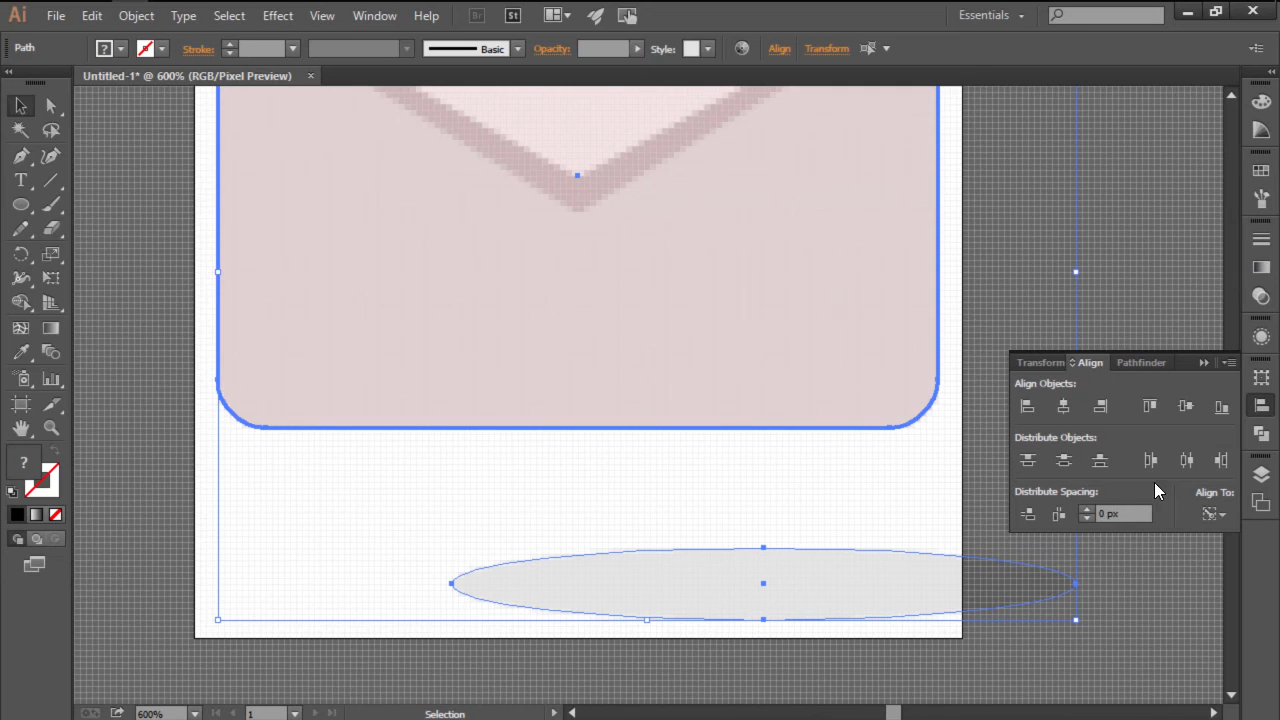 Ai File Edit Object Type Select Effect View Window Help Br St Essentials
Path ? Stroke: Basic Opacity: Style: Align Transform
Untitled-1* @ 600% (RGB/Pixel Preview) ×
Transform Align Pathfinder
Align Objects:
Distribute Objects:
Distribute Spacing: Align To:
0 px
?
600% 1 Selection